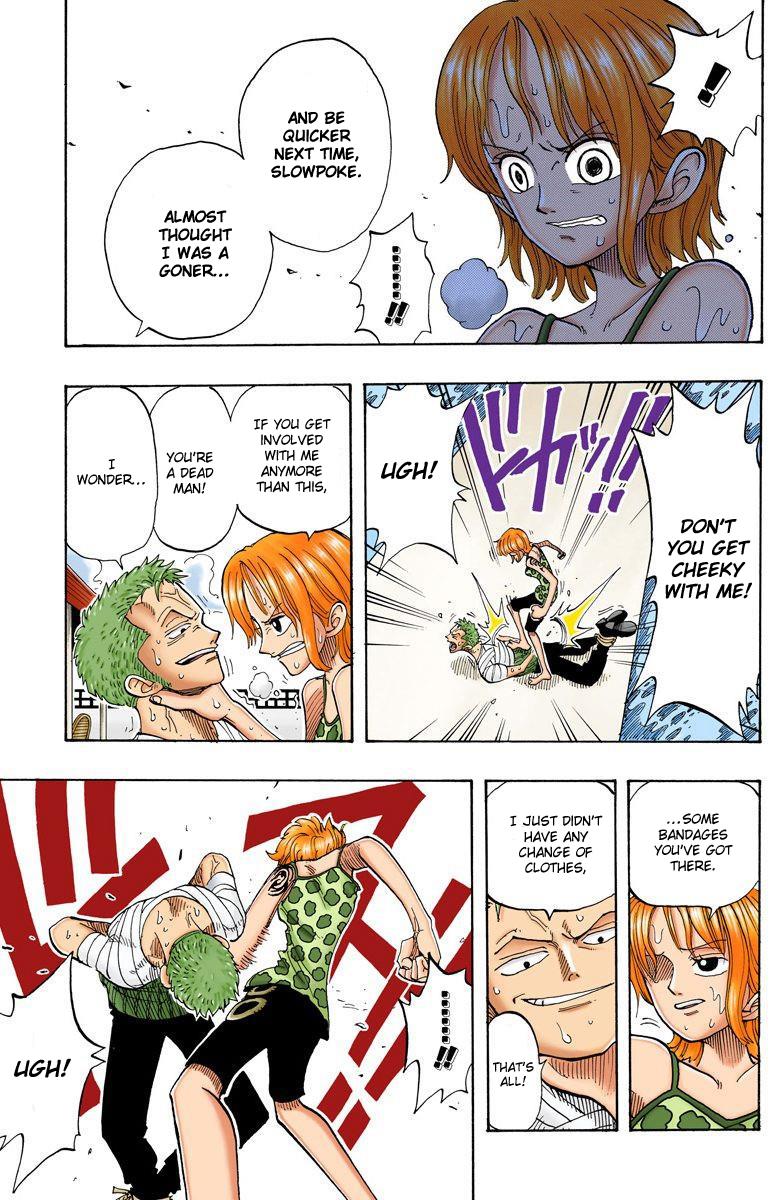 !!
AND BE
QUICKER
NEXT TIME,
SLOWPOKE.
ALMOST
THOUGHT
I WAS A
GONER...
.......!!
DON'T
YOU GET
CHEEKY
WITH ME!
ドカッ!!
UGH!
IF YOU GET
INVOLVED
WITH ME
ANYMORE
THAN THIS,
YOU'RE
A DEAD
MAN!
I
WONDER...
...SOME
BANDAGES
YOU'VE GOT
THERE.
I JUST DIDN'T
HAVE ANY
CHANGE OF
CLOTHES,
THAT'S
ALL!
......!!
UGH!